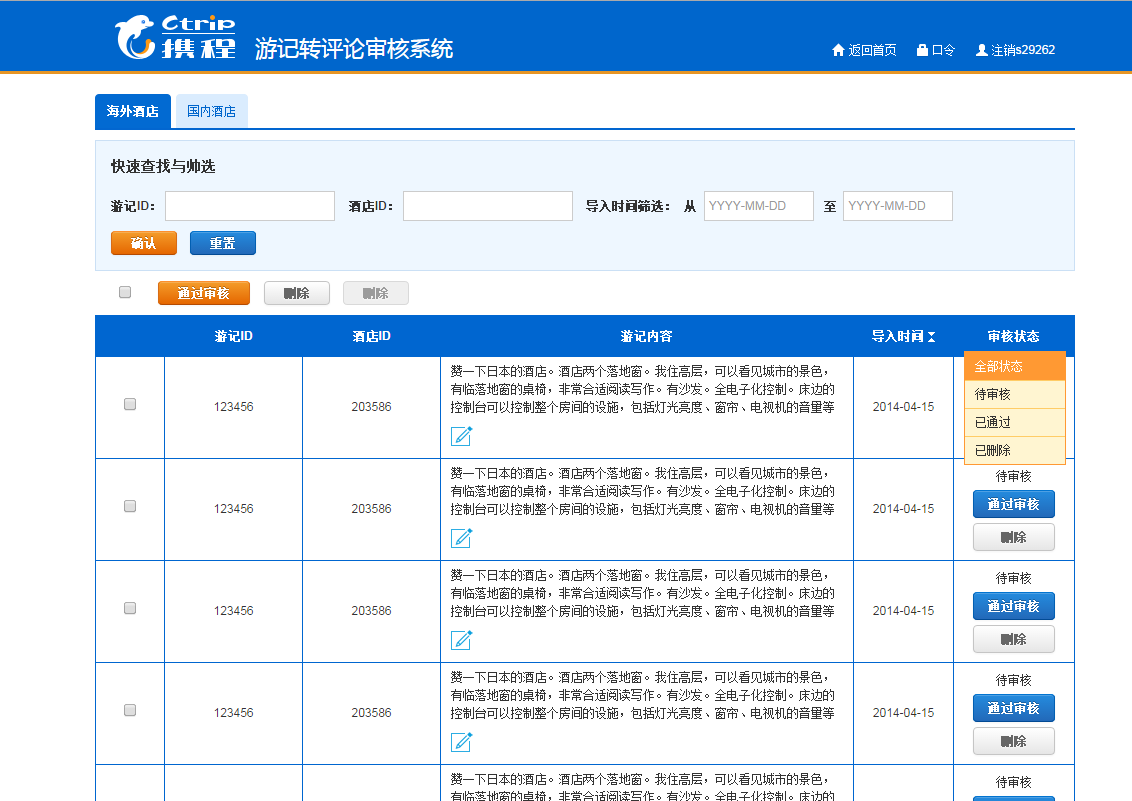 Ctrip
携程
游记转评论审核系统
返回首页 口令 注销s29262
海外酒店 国内酒店
快速查找与帅选
游记ID: 酒店ID: 导入时间筛选: 从 YYYY-MM-DD 至 YYYY-MM-DD
确认 重置
通过审核 删除 删除
游记ID 酒店ID 游记内容 导入时间 审核状态
全部状态
待审核
已通过
已删除
赞一下日本的酒店。酒店两个落地窗。我住高层，可以看见城市的景色，
有临落地窗的桌椅，非常合适阅读写作。有沙发。全电子化控制。床边的
123456 203586 控制台可以控制整个房间的设施，包括灯光亮度、窗帘、电视机的音量等 2014-04-15
赞一下日本的酒店。酒店两个落地窗。我住高层，可以看见城市的景色， 待审核
有临落地窗的桌椅，非常合适阅读写作。有沙发。全电子化控制。床边的
123456 203586 控制台可以控制整个房间的设施，包括灯光亮度、窗帘、电视机的音量等 2014-04-15 通过审核
删除
赞一下日本的酒店。酒店两个落地窗。我住高层，可以看见城市的景色， 待审核
有临落地窗的桌椅，非常合适阅读写作。有沙发。全电子化控制。床边的
123456 203586 控制台可以控制整个房间的设施，包括灯光亮度、窗帘、电视机的音量等 2014-04-15 通过审核
删除
赞一下日本的酒店。酒店两个落地窗。我住高层，可以看见城市的景色， 待审核
有临落地窗的桌椅，非常合适阅读写作。有沙发。全电子化控制。床边的
123456 203586 控制台可以控制整个房间的设施，包括灯光亮度、窗帘、电视机的音量等 2014-04-15 通过审核
删除
赞一下日本的酒店。酒店两个落地窗。我住高层，可以看见城市的景色， 待审核
有临落地窗的桌椅，非常合适阅读写作。有沙发。全电子化控制。床边的